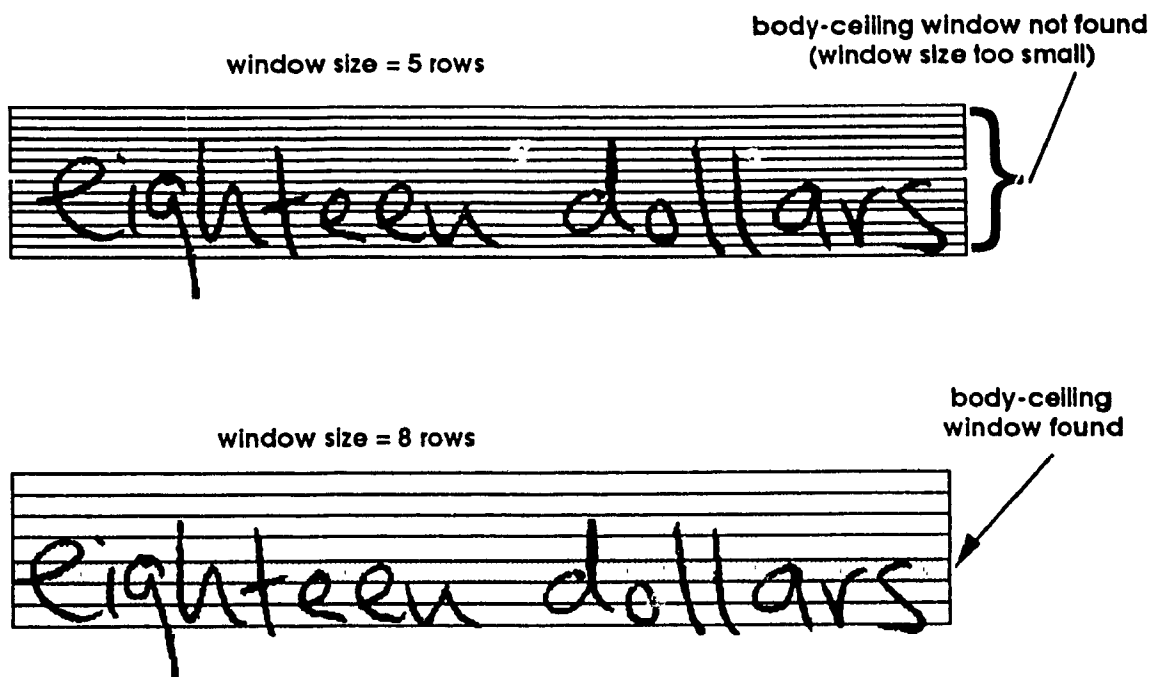 body-ceiling window not found
(window size too small)
window size = 5 rows
eighteen dollars
body-ceiling
window found
window size = 8 rows
eighteen dollars